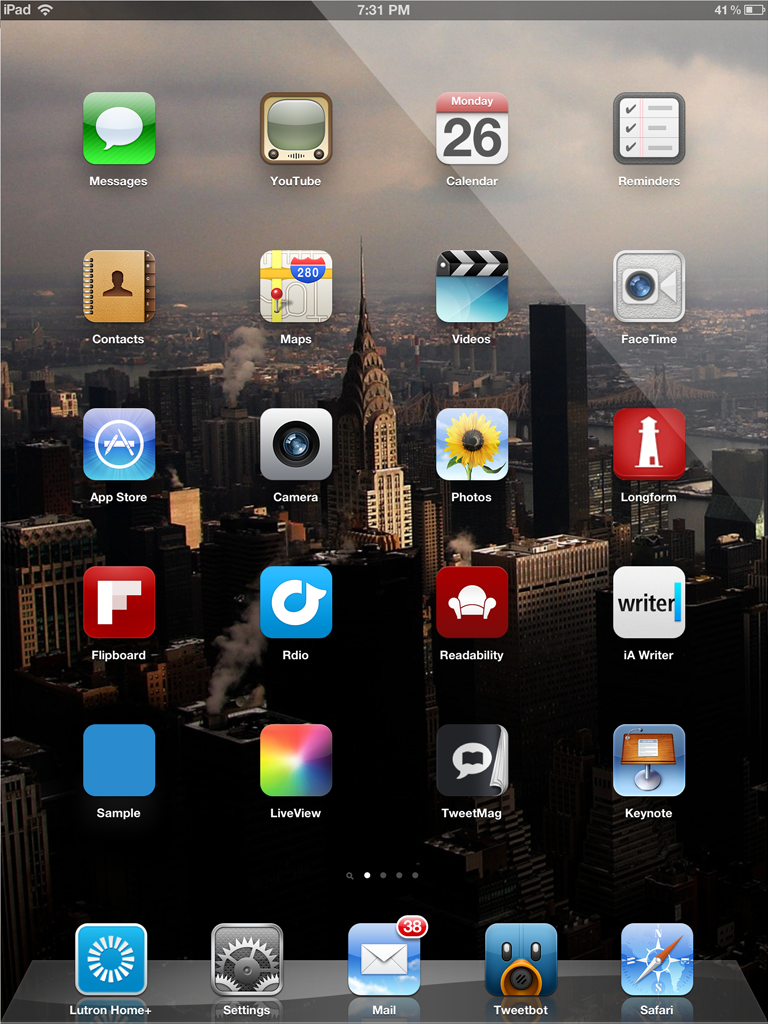 iPad 7:31 PM 41 %
Monday
26
Messages YouTube Calendar Reminders
280
Contacts Maps Videos FaceTime
App Store Camera Photos Longform
writer
Flipboard Rdio Readability iA Writer
Sample LiveView TweetMag Keynote
38
N
Lutron Home+ Settings Mail Tweetbot Safari